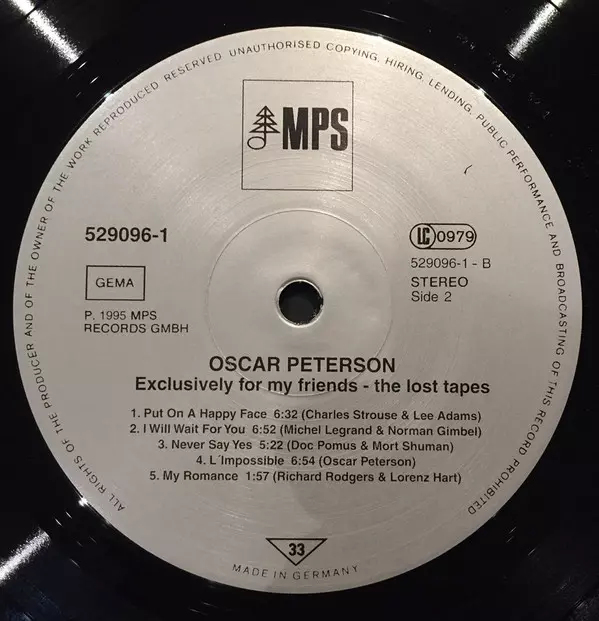 ALL RIGHTS OF THE PRODUCER AND OF THE OWNER OF THE WORK REPRODUCED RESERVED UNAUTHORISED COPYING, HIRING, LENDING, PUBLIC PERFORMANCE AND BROADCASTING OF THIS RECORD PROHIBITED
MPS
529096-1
LC 0979
GEMA
529096-1 - B
STEREO
Side 2
P. 1995 MPS
RECORDS GMBH
OSCAR PETERSON
Exclusively for my friends - the lost tapes
1. Put On A Happy Face 6:32 (Charles Strouse & Lee Adams)
2. I Will Wait For You 6:52 (Michel Legrand & Norman Gimbel)
3. Never Say Yes 5:22 (Doc Pomus & Mort Shuman)
4. L´Impossible 6:54 (Oscar Peterson)
5. My Romance 1:57 (Richard Rodgers & Lorenz Hart)
33
MADE IN GERMANY